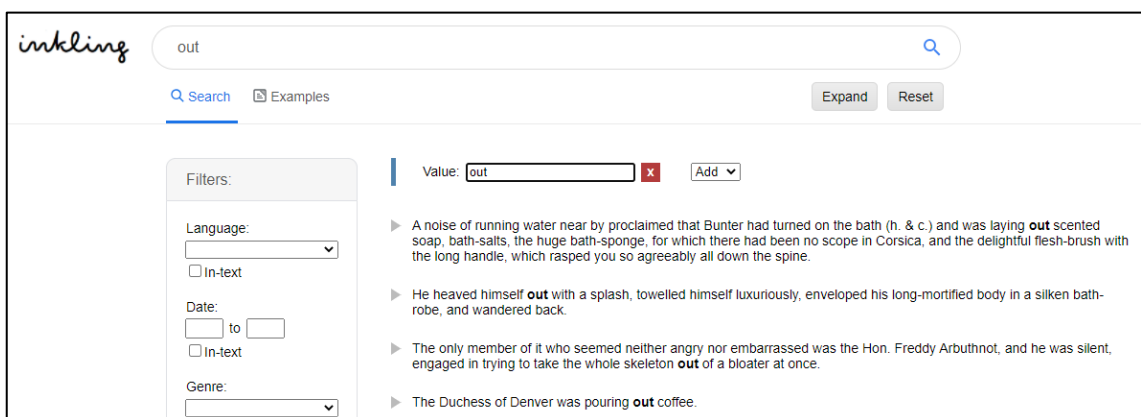 inkling
out
Search Examples
Expand Reset
Filters:
Value: out x Add
Language:
In-text
Date:
to
In-text
Genre:
A noise of running water near by proclaimed that Bunter had turned on the bath (h. & c.) and was laying out scented
soap, bath-salts, the huge bath-sponge, for which there had been no scope in Corsica, and the delightful flesh-brush with
the long handle, which rasped you so agreeably all down the spine.
He heaved himself out with a splash, towelled himself luxuriously, enveloped his long-mortified body in a silken bath-
robe, and wandered back.
The only member of it who seemed neither angry nor embarrassed was the Hon. Freddy Arbuthnot, and he was silent,
engaged in trying to take the whole skeleton out of a bloater at once.
The Duchess of Denver was pouring out coffee.